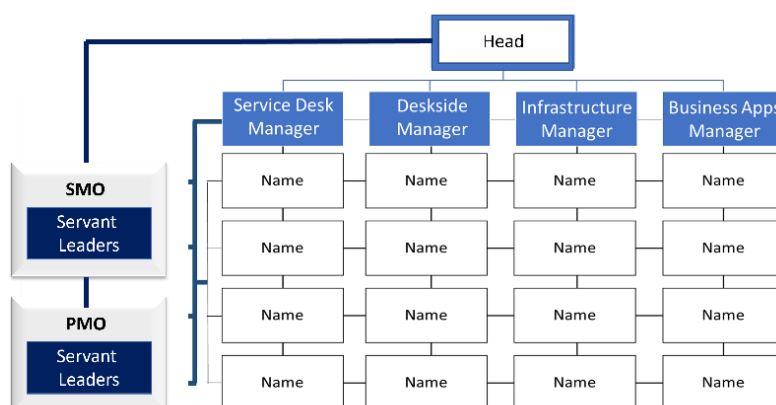 Head
Service Desk
Manager
Deskside
Manager
Infrastructure
Manager
Business Apps
Manager
SMO
Servant
Leaders
Name
Name
Name
Name
Name
Name
Name
Name
PMO
Servant
Leaders
Name
Name
Name
Name
Name
Name
Name
Name